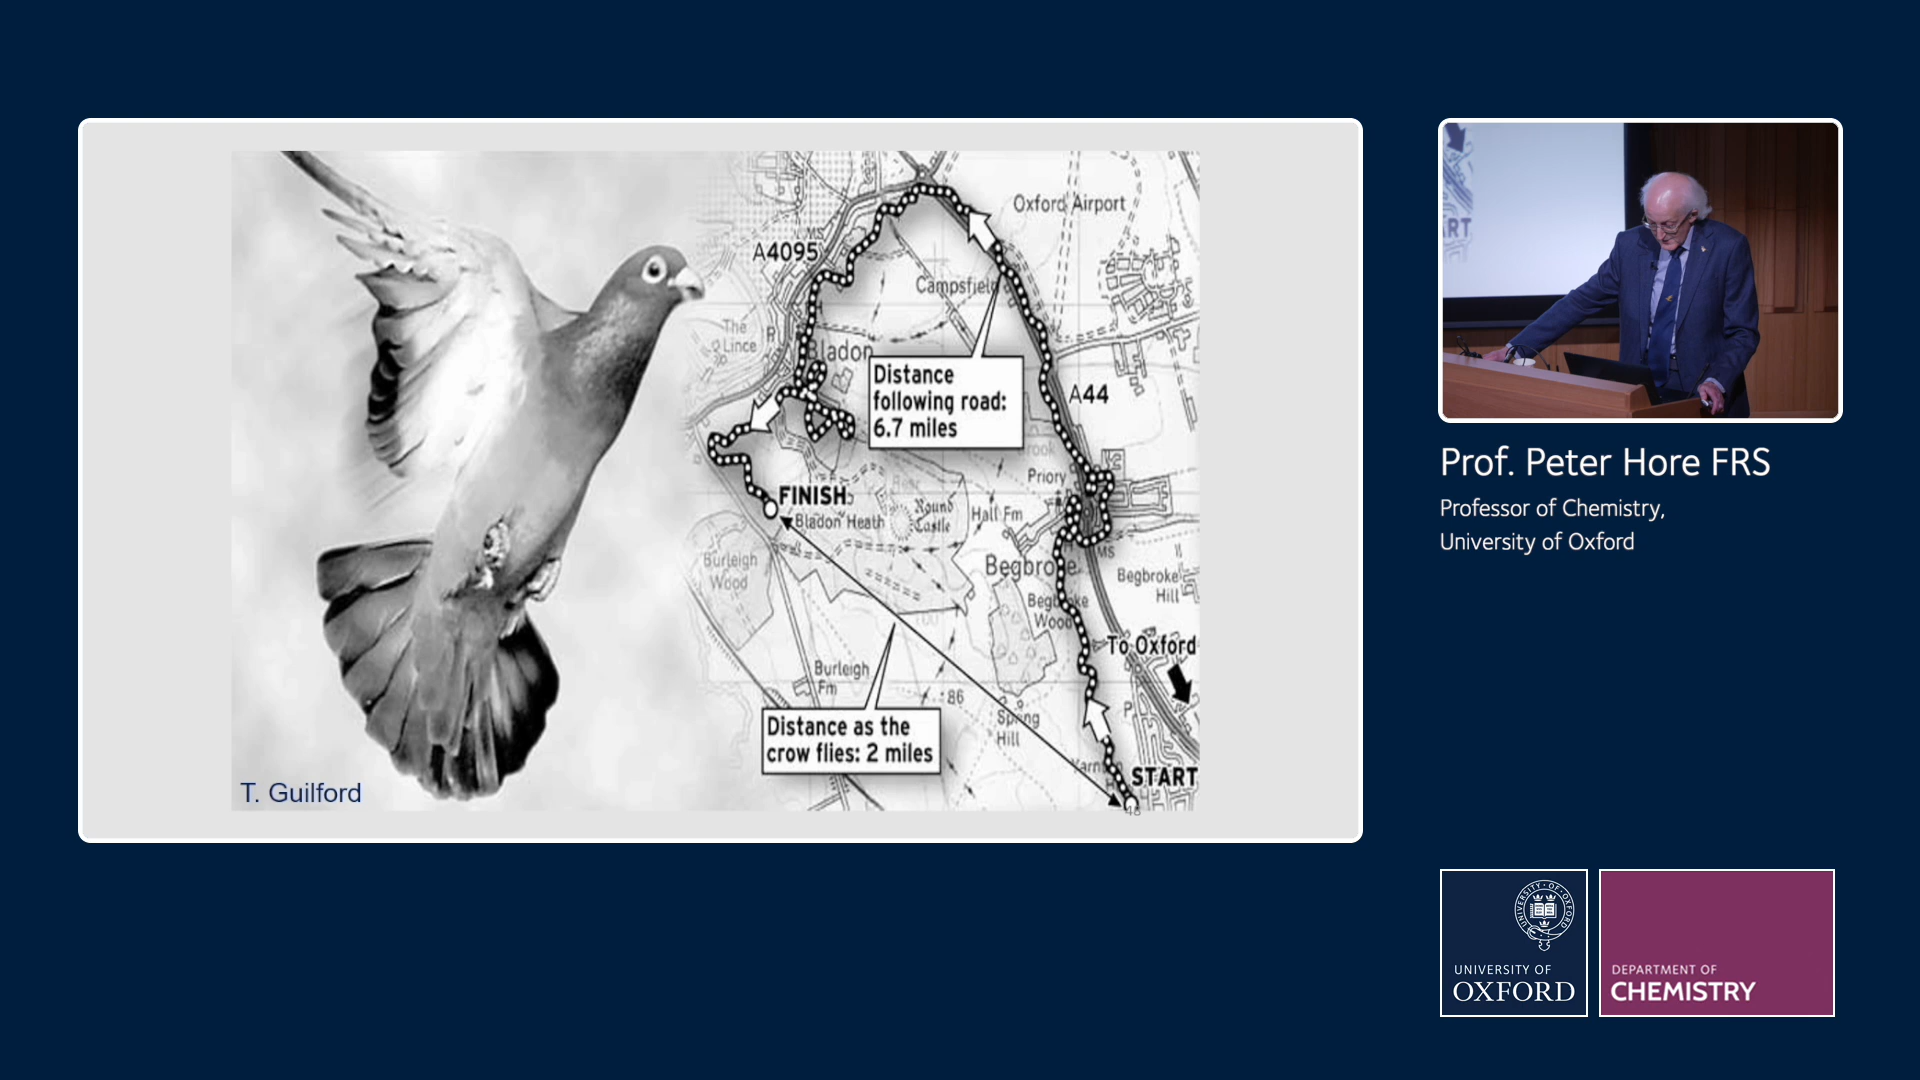 Oxford Airport
A4095
Campsfield
The
Lince
Bladon
Distance
following road:
6.7 miles
A44
Priory
FINISH
Bladon Heath
Round
Castle
Hall Fm
Burleigh
Wood
Begbroke
Begbroke
Hill
Begbroke
Wood
To Oxford
Burleigh
Fm
86
Spring
Hill
Distance as the
crow flies: 2 miles
START
T. Guilford
ART
Prof. Peter Hore FRS
Professor of Chemistry,
University of Oxford
UNIVERSITY OF
OXFORD
DEPARTMENT OF
CHEMISTRY